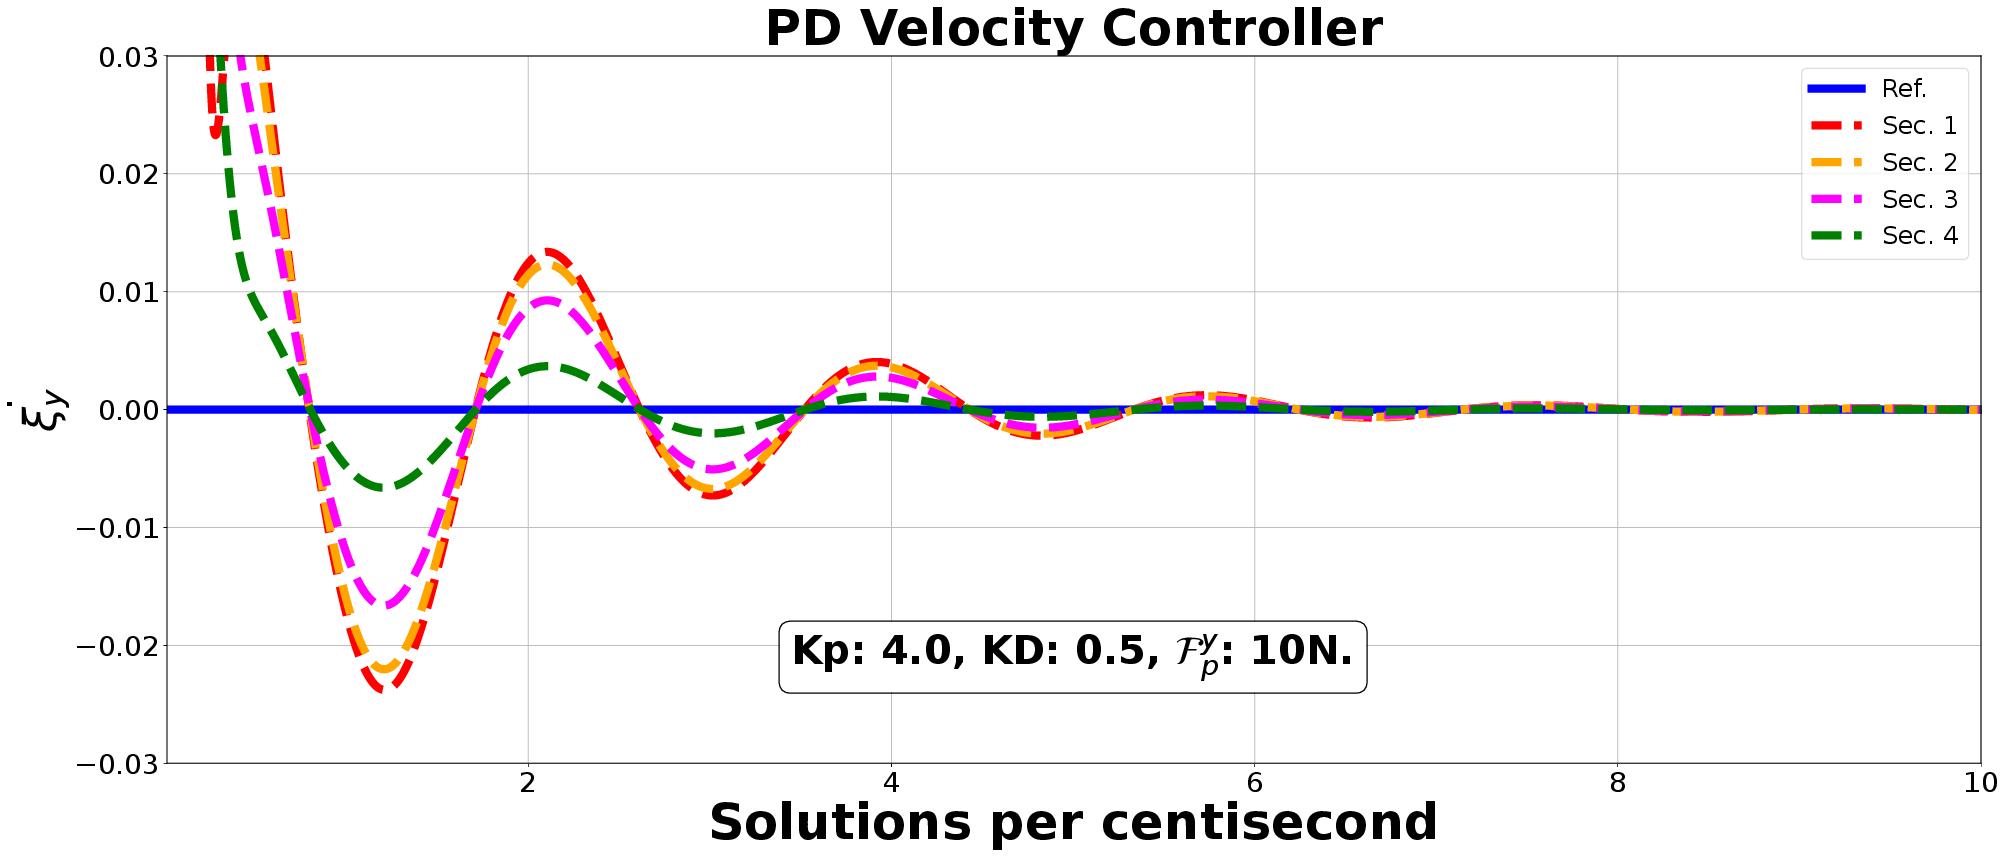 PD Velocity Controller
0.03
0.02
0.01
0.00
−0.01
−0.02
−0.03
ξ̇y
Ref.
Sec. 1
Sec. 2
Sec. 3
Sec. 4
Kp: 4.0, KD: 0.5, ℱ_p^y: 10N.
2 4 6 8 10
Solutions per centisecond